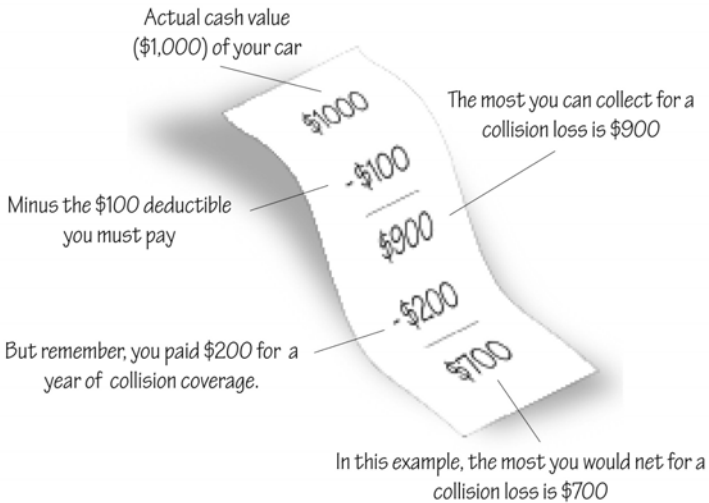 Actual cash value
($1,000) of your car
$1000
The most you can collect for a
collision loss is $900
-$100
Minus the $100 deductible
you must pay
$900
-$200
But remember, you paid $200 for a
year of collision coverage.
$700
In this example, the most you would net for a
collision loss is $700